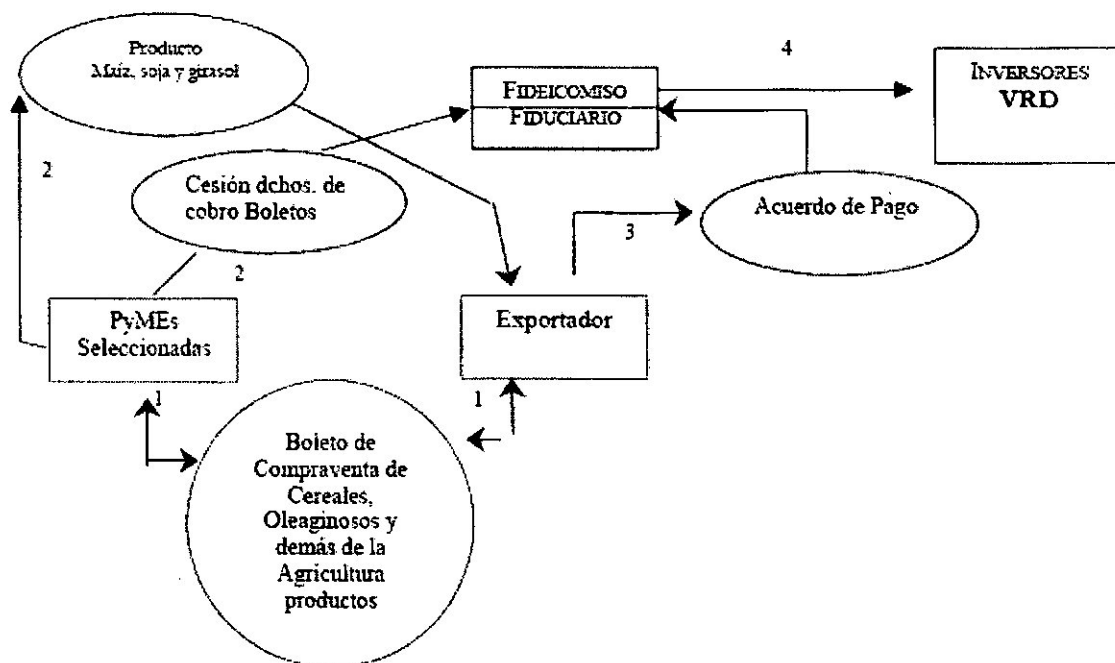 Producto
Maíz, soja y girasol
4
FIDEICOMISO
FIDUCIARIO
INVERSORES
VRD
2
Cesión dchos. de
cobro Boletos
Acuerdo de Pago
3
2
PyMEs
Seleccionadas
Exportador
1
1
Boleto de
Compraventa de
Cereales,
Oleaginosos y
demás de la
Agricultura
productos